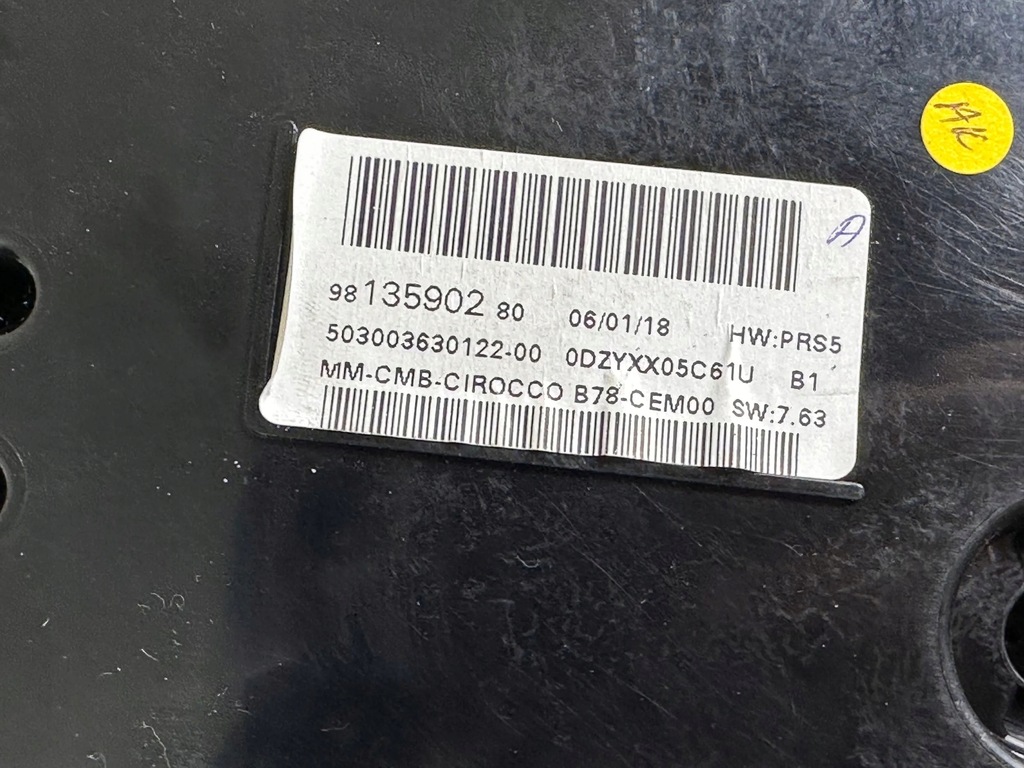 AK
A
98 135902 80 06/01/18 HW:PRS5
503003630122-00 0DZYXX05C61U B1
MM-CMB-CIROCCO B78-CEM00 SW:7.63